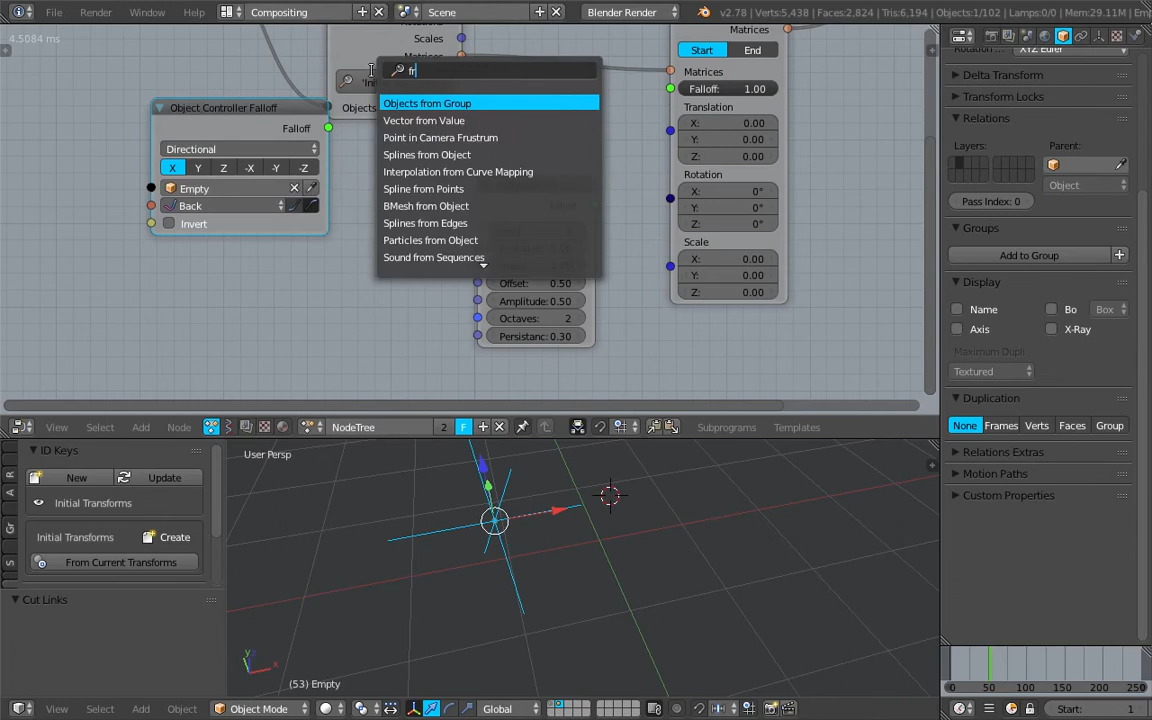 File
Render
Window
Help
Compositing
Scene
Blender Render
v2.78 | Verts:5,438 | Faces:2,824 | Tris:6,194 | Objects:1/102 | Lamps:0/0 | Mem:29.11M
4.5084 ms
Scales
Matrices
Objects
Object Controller Falloff
Falloff
Directional
X Y Z -X -Y -Z
Empty
Back
Invert
fr
Objects from Group
Vector from Value
Point in Camera Frustrum
Splines from Object
Interpolation from Curve Mapping
Spline from Points
BMesh from Object
Splines from Edges
Particles from Object
Sound from Sequences
Offset: 0.50
Amplitude: 0.50
Octaves: 2
Persistanc: 0.30
Matrices
Start End
Matrices
Falloff: 1.00
Translation
X: 0.00
Y: 0.00
Z: 0.00
Rotation
X: 0°
Y: 0°
Z: 0°
Scale
X: 0.00
Y: 0.00
Z: 0.00
XYZ Euler
Delta Transform
Transform Locks
Relations
Layers: Parent:
Object
Pass Index: 0
Groups
Add to Group
Display
Name Bo Box
Axis X-Ray
Maximum Dupli
Textured
Duplication
None Frames Verts Faces Group
Relations Extras
Motion Paths
Custom Properties
View Select Add Node NodeTree 2 F Subprograms Templates
ID Keys
New Update
Initial Transforms
Initial Transforms Create
From Current Transforms
Cut Links
R
A
Gr
S
User Persp
(53) Empty
View Select Add Object Object Mode Global
0 50 100 150 200 250
Start: 1